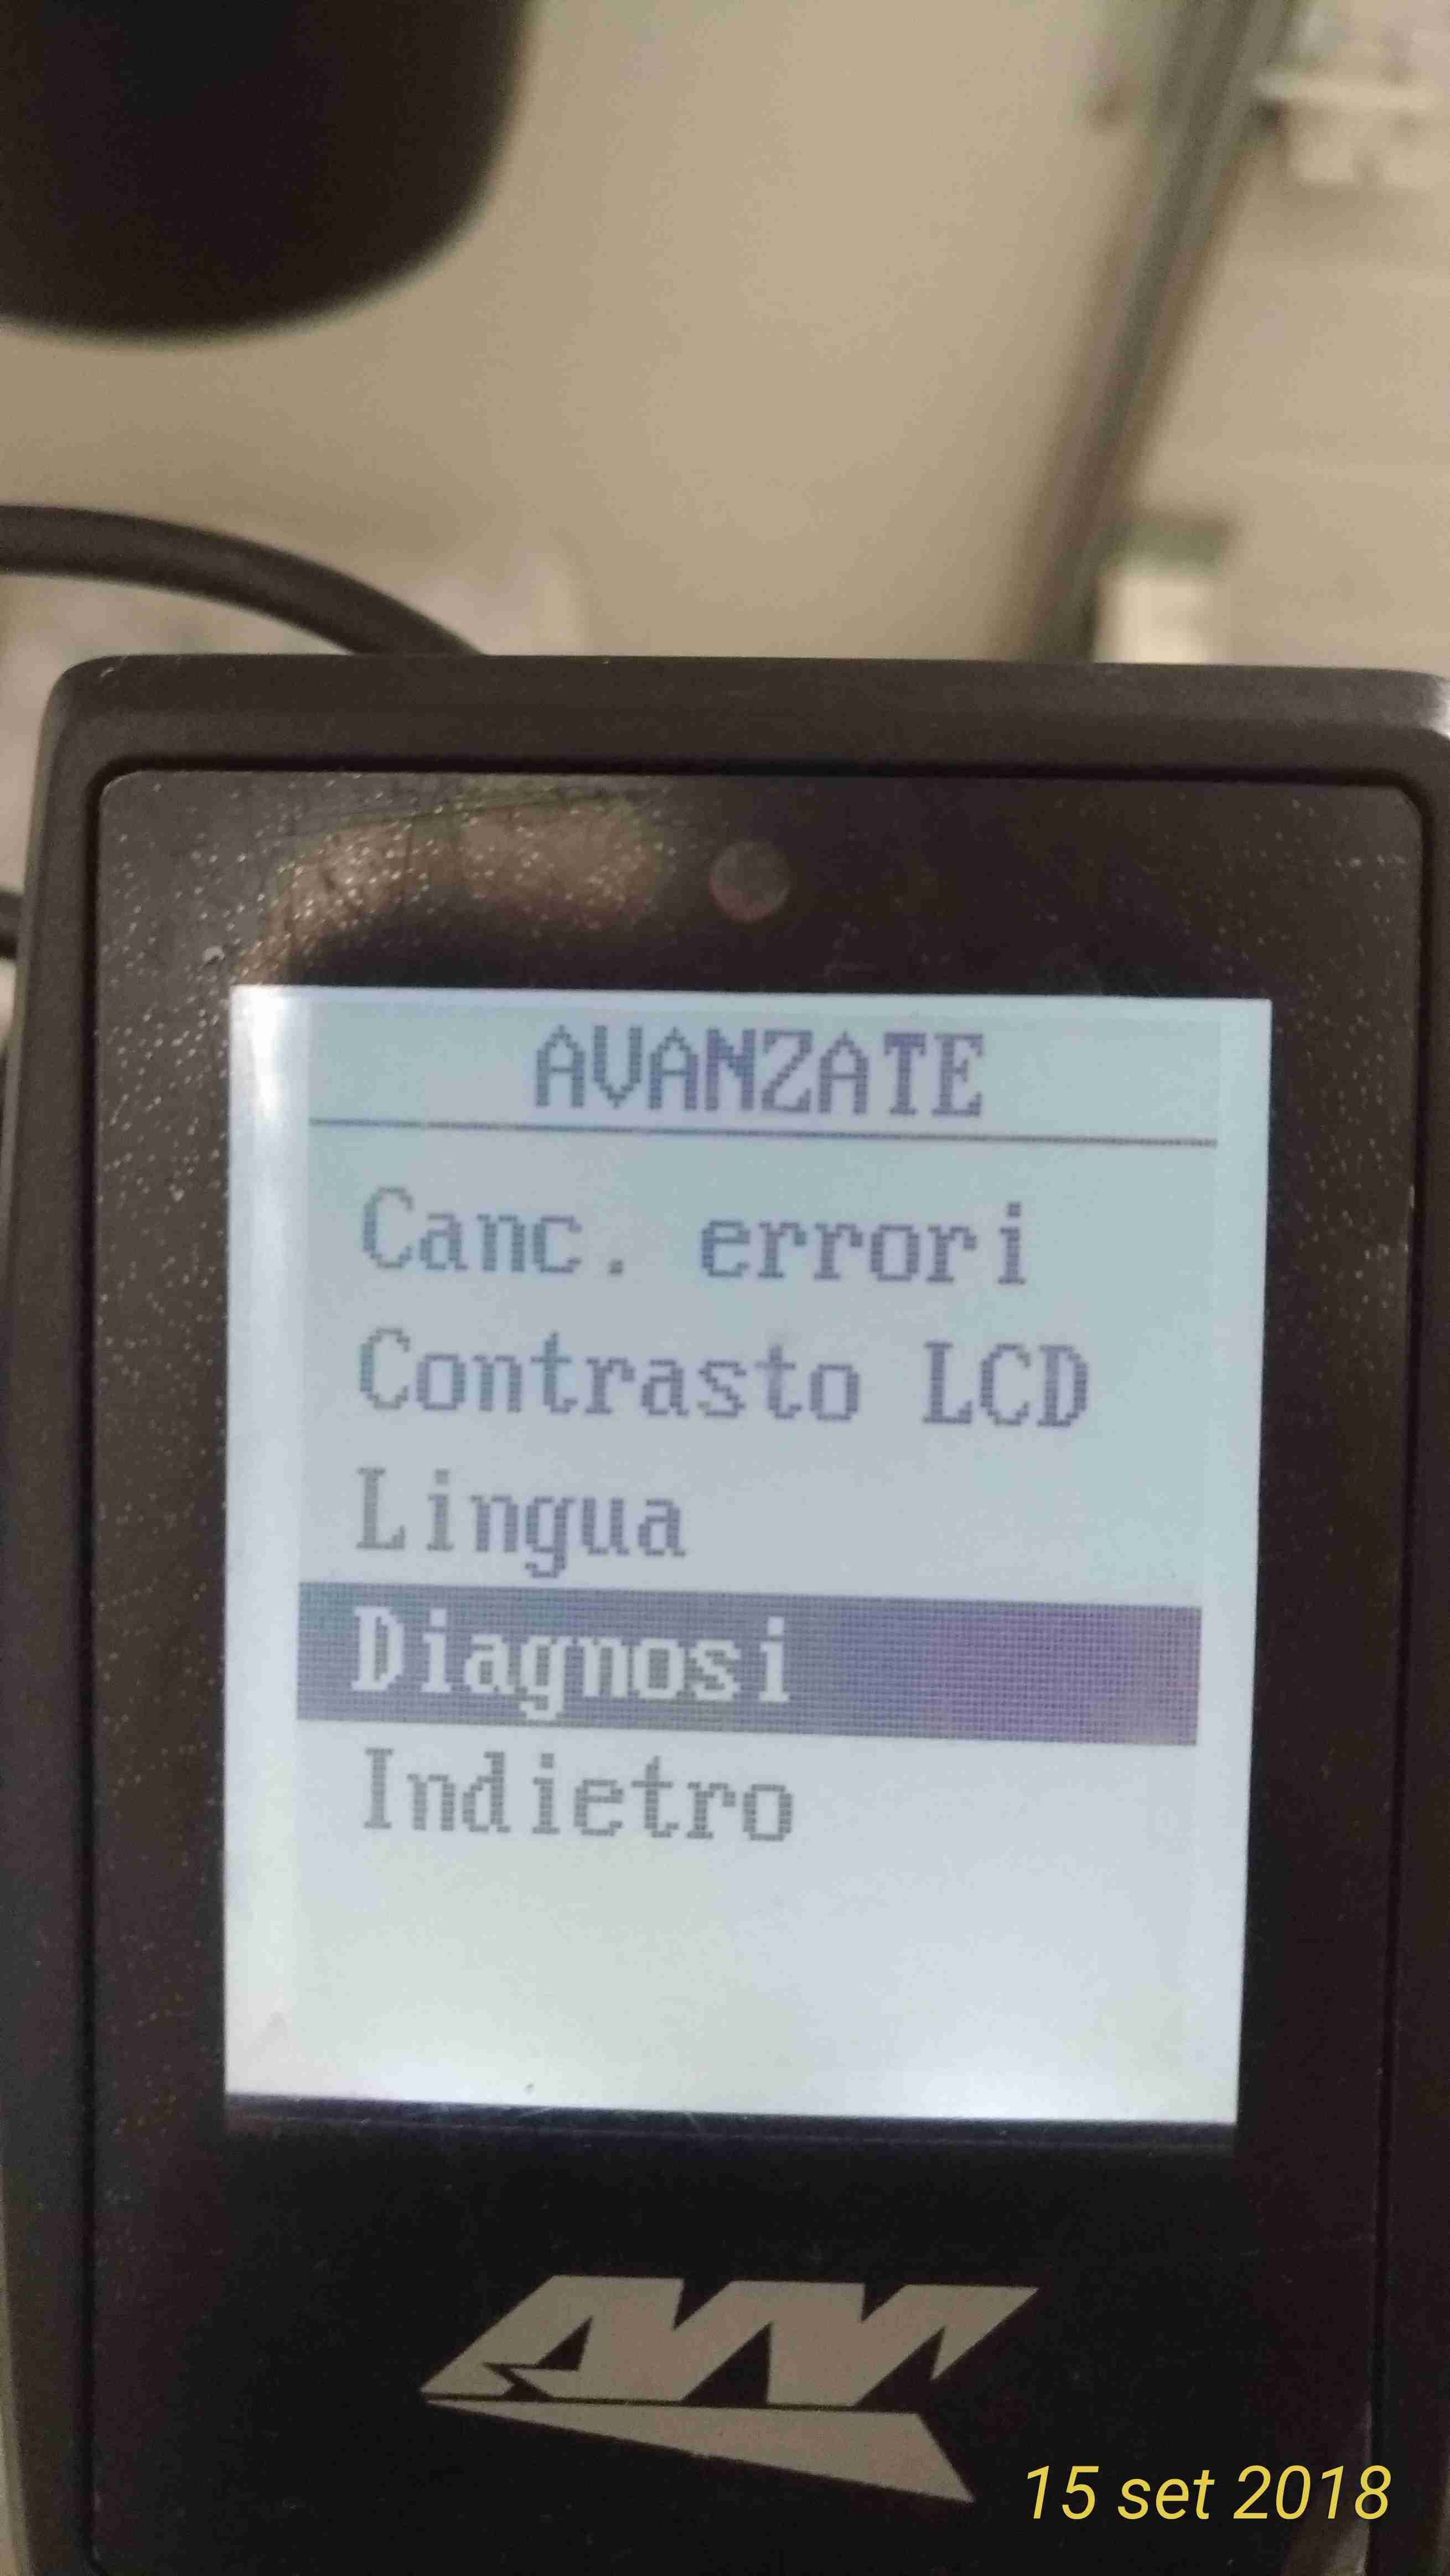 AVANZATE
Canc. errori
Contrasto LCD
Lingua
Diagnosi
Indietro
15 set 2018